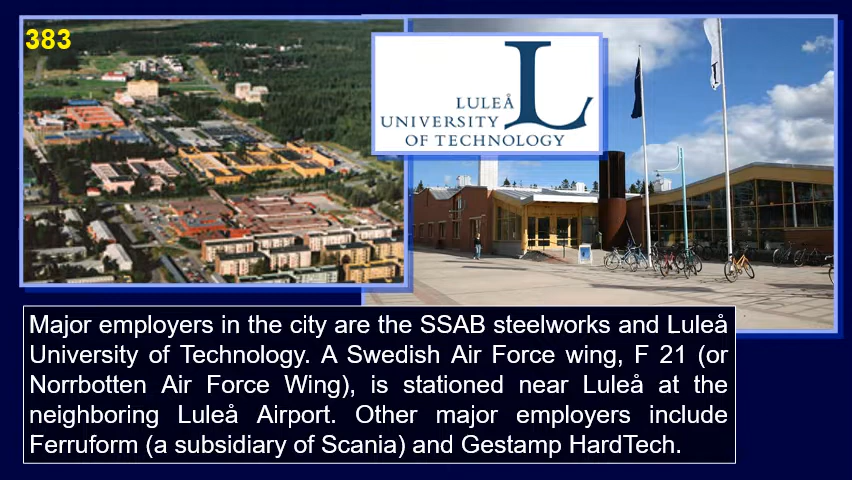 383
LULEÅ
UNIVERSITY
OF TECHNOLOGY
L
Major employers in the city are the SSAB steelworks and Luleå
University of Technology. A Swedish Air Force wing, F 21 (or
Norrbotten Air Force Wing), is stationed near Luleå at the
neighboring Luleå Airport. Other major employers include
Ferruform (a subsidiary of Scania) and Gestamp HardTech.